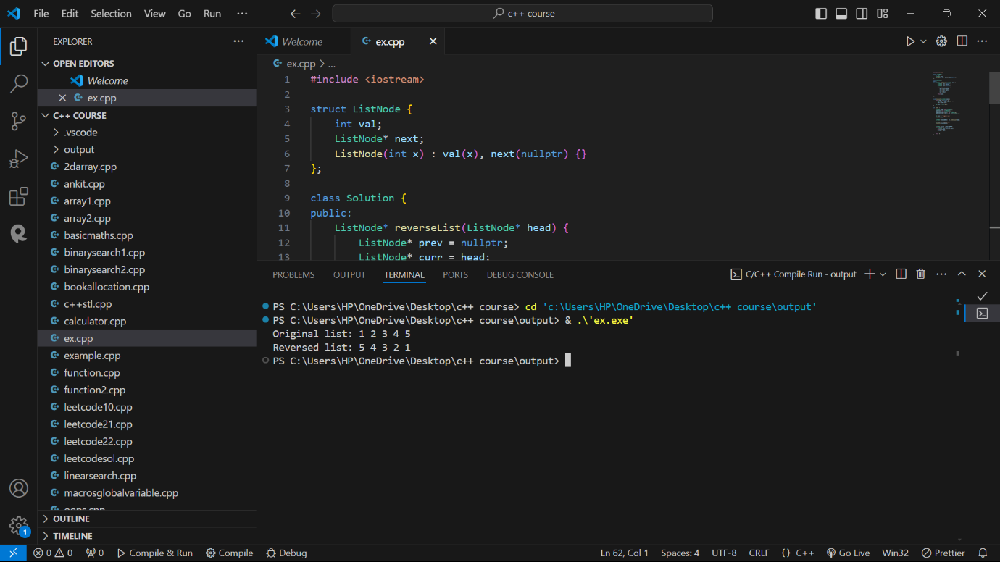 File Edit Selection View Go Run ···
c++ course
EXPLORER ···
OPEN EDITORS
Welcome
ex.cpp
C++ COURSE
.vscode
output
2darray.cpp
ankit.cpp
array1.cpp
array2.cpp
basicmaths.cpp
binarysearch1.cpp
binarysearch2.cpp
bookallocation.cpp
c++stl.cpp
calculator.cpp
ex.cpp
example.cpp
function.cpp
function2.cpp
leetcode10.cpp
leetcode21.cpp
leetcode22.cpp
leetcodesol.cpp
linearsearch.cpp
macrosglobalvariable.cpp
oops.cpp
OUTLINE
TIMELINE
1
Welcome ex.cpp
ex.cpp > ...
1 #include <iostream>
2
3 struct ListNode {
4 int val;
5 ListNode* next;
6 ListNode(int x) : val(x), next(nullptr) {}
7 };
8
9 class Solution {
10 public:
11 ListNode* reverseList(ListNode* head) {
12 ListNode* prev = nullptr;
13 ListNode* curr = head;
PROBLEMS OUTPUT TERMINAL PORTS DEBUG CONSOLE C/C++ Compile Run - output
PS C:\Users\HP\OneDrive\Desktop\c++ course> cd 'c:\Users\HP\OneDrive\Desktop\c++ course\output'
PS C:\Users\HP\OneDrive\Desktop\c++ course\output> & .\'ex.exe'
Original list: 1 2 3 4 5
Reversed list: 5 4 3 2 1
PS C:\Users\HP\OneDrive\Desktop\c++ course\output>
0 0 0 Compile & Run Compile Debug Ln 62, Col 1 Spaces: 4 UTF-8 CRLF {} C++ Go Live Win32 Prettier